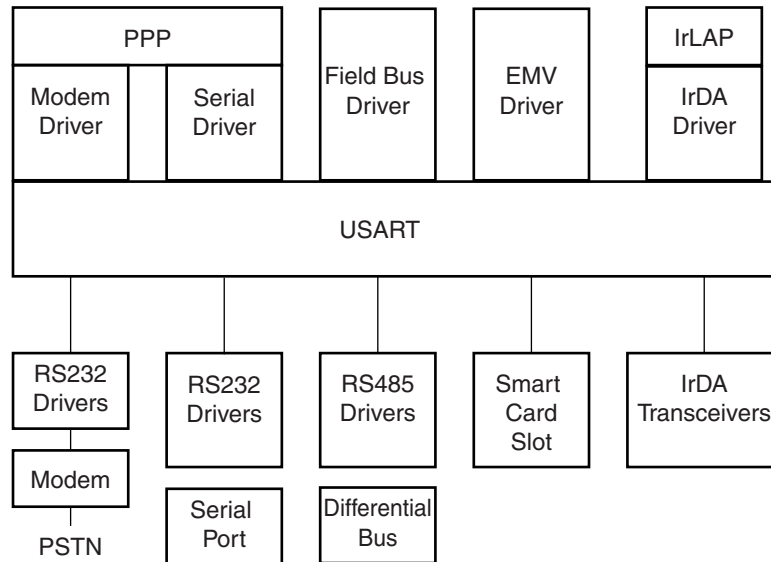 PPP
IrLAP
Modem
Driver
Serial
Driver
Field Bus
Driver
EMV
Driver
IrDA
Driver
USART
RS232
Drivers
RS232
Drivers
RS485
Drivers
Smart
Card
Slot
IrDA
Transceivers
Modem
Serial
Port
Differential
Bus
PSTN